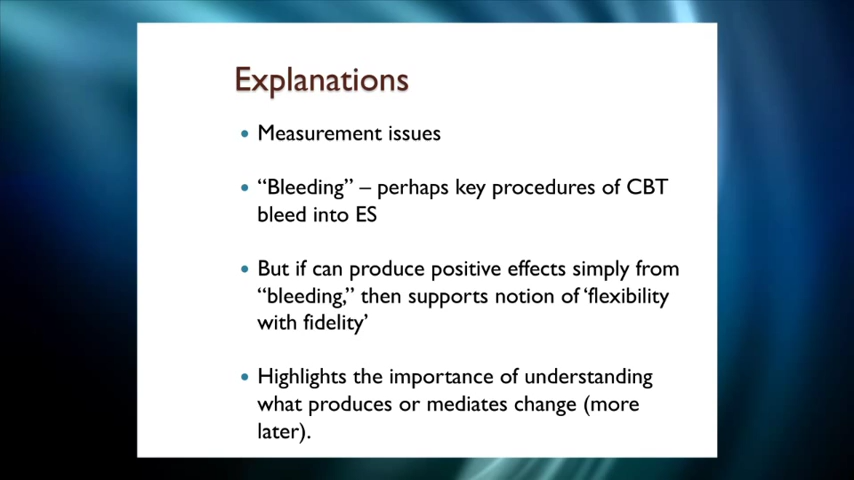 Explanations
• Measurement issues
• “Bleeding” – perhaps key procedures of CBT
bleed into ES
• But if can produce positive effects simply from
“bleeding,” then supports notion of ‘flexibility
with fidelity’
• Highlights the importance of understanding
what produces or mediates change (more
later).